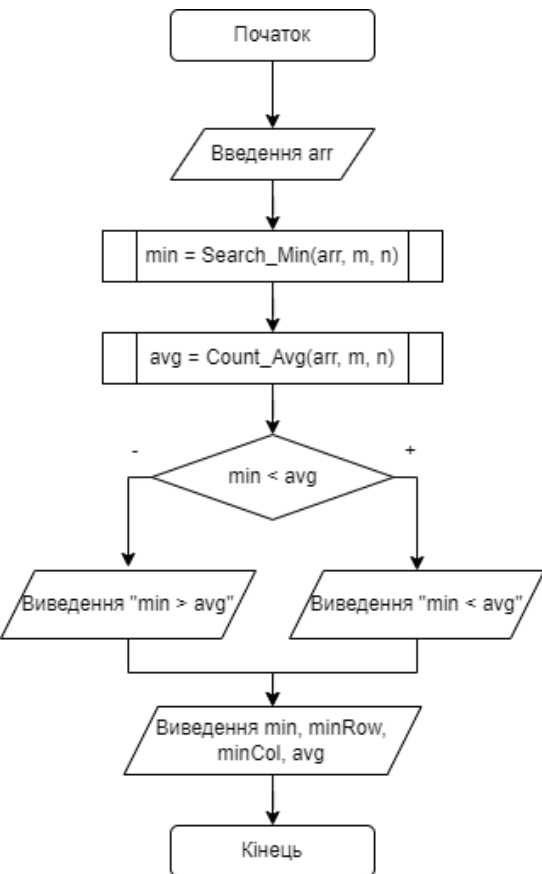 Початок
Введення arr
min = Search_Min(arr, m, n)
avg = Count_Avg(arr, m, n)
-
+
min < avg
Виведення "min > avg"
Виведення "min < avg"
Виведення min, minRow,
minCol, avg
Кінець